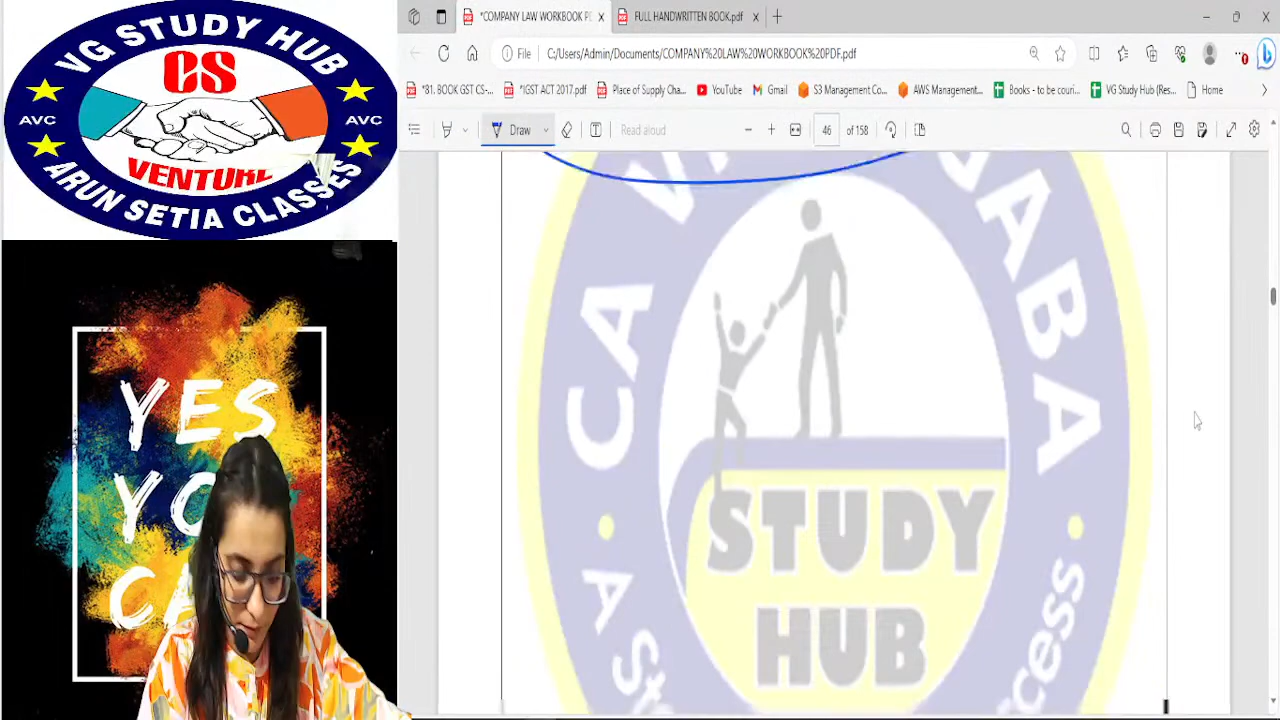 VG STUDY HUB
CS
AVC
AVC
VENTURE
ARUN SETIA CLASSES
YES
*COMPANY LAW WORKBOOK P
FULL HANDWRITTEN BOOK.pdf
File
C:/Users/Admin/Documents/COMPANY%20LAW%20WORKBOOK%20PDF.pdf
*81. BOOK GST CS-...
*IGST ACT 2017.pdf
Place of Supply Cha...
YouTube
Gmail
S3 Management Co...
AWS Management...
Books - to be couri...
VG Study Hub (Res...
Home
Draw
Read aloud
46
of 158
CA
ABA
STUDY
HUB